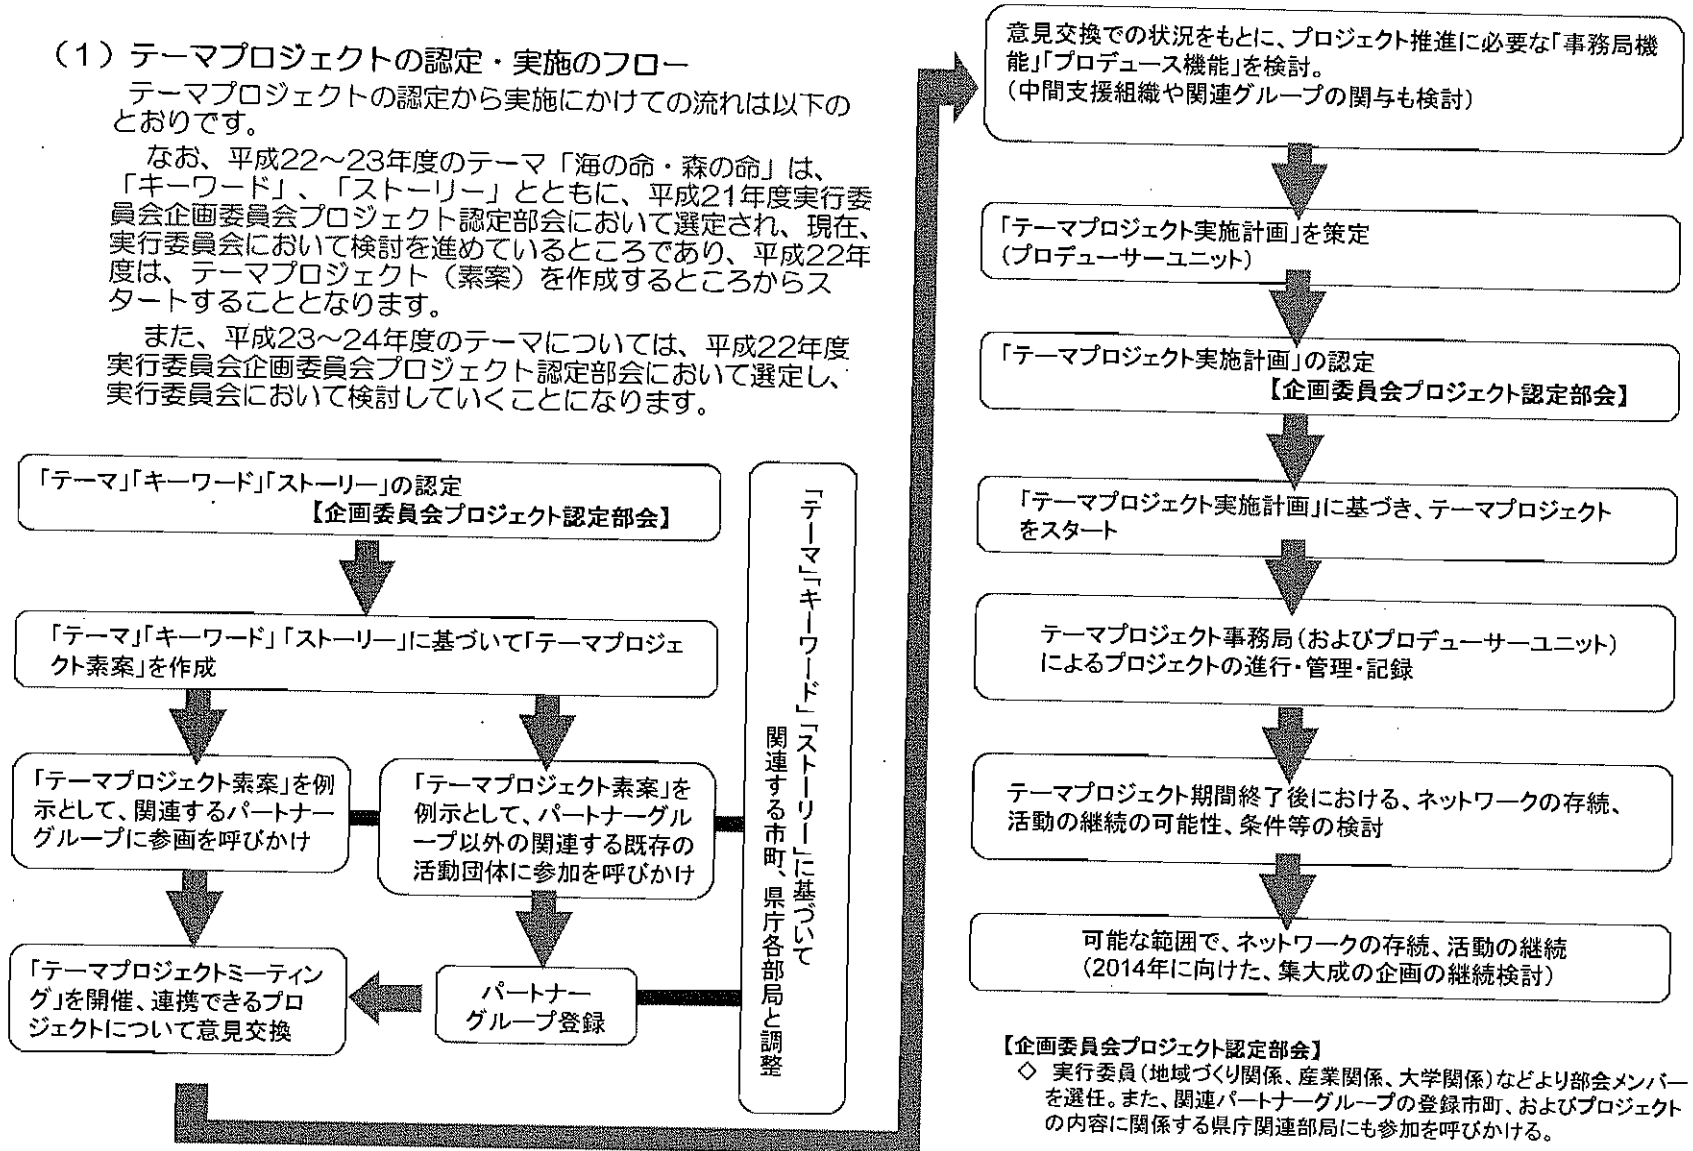 (1)テーマプロジェクトの認定・実施のフロー
テーマプロジェクトの認定から実施にかけての流れは以下の
とおりです。
なお、平成22～23年度のテーマ「海の命・森の命」は、
「キーワード」、「ストーリー」とともに、平成21年度実行委
員会企画委員会プロジェクト認定部会において選定され、現在、
実行委員会において検討を進めているところであり、平成22年
度は、テーマプロジェクト(素案)を作成するところからス
タートすることとなります。
また、平成23～24年度のテーマについては、平成22年度
実行委員会企画委員会プロジェクト認定部会において選定し、
実行委員会において検討していくことになります。
「テーマ」「キーワード」「ストーリー」の認定
【企画委員会プロジェクト認定部会】
「テーマ」「キーワード」「ストーリー」に基づいて「テーマプロジェ
クト素案」を作成
「テーマプロジェクト素案」を例
示として、関連するパートナー
グループに参画を呼びかけ
「テーマプロジェクト素案」を
例示として、パートナーグル
ープ以外の関連する既存の
活動団体に参加を呼びかけ
「テーマプロジェクトミーティン
グ」を開催、連携できるプロ
ジェクトについて意見交換
パートナー
グループ登録
「テーマ」「キーワード」「ストーリー」に基づいて
関連する市町、県庁各部局と調整
意見交換での状況をもとに、プロジェクト推進に必要な「事務局機
能」「プロデュース機能」を検討。
(中間支援組織や関連グループの関与も検討)
「テーマプロジェクト実施計画」を策定
(プロデューサーユニット)
「テーマプロジェクト実施計画」の認定
【企画委員会プロジェクト認定部会】
「テーマプロジェクト実施計画」に基づき、テーマプロジェクト
をスタート
テーマプロジェクト事務局(およびプロデューサーユニット)
によるプロジェクトの進行・管理・記録
テーマプロジェクト期間終了後における、ネットワークの存続、
活動の継続の可能性、条件等の検討
可能な範囲で、ネットワークの存続、活動の継続
(2014年に向けた、集大成の企画の継続検討)
【企画委員会プロジェクト認定部会】
◇ 実行委員(地域づくり関係、産業関係、大学関係)などより部会メンバー
を選任。また、関連パートナーグループの登録市町、およびプロジェクト
の内容に関係する県庁関連部局にも参加を呼びかける。